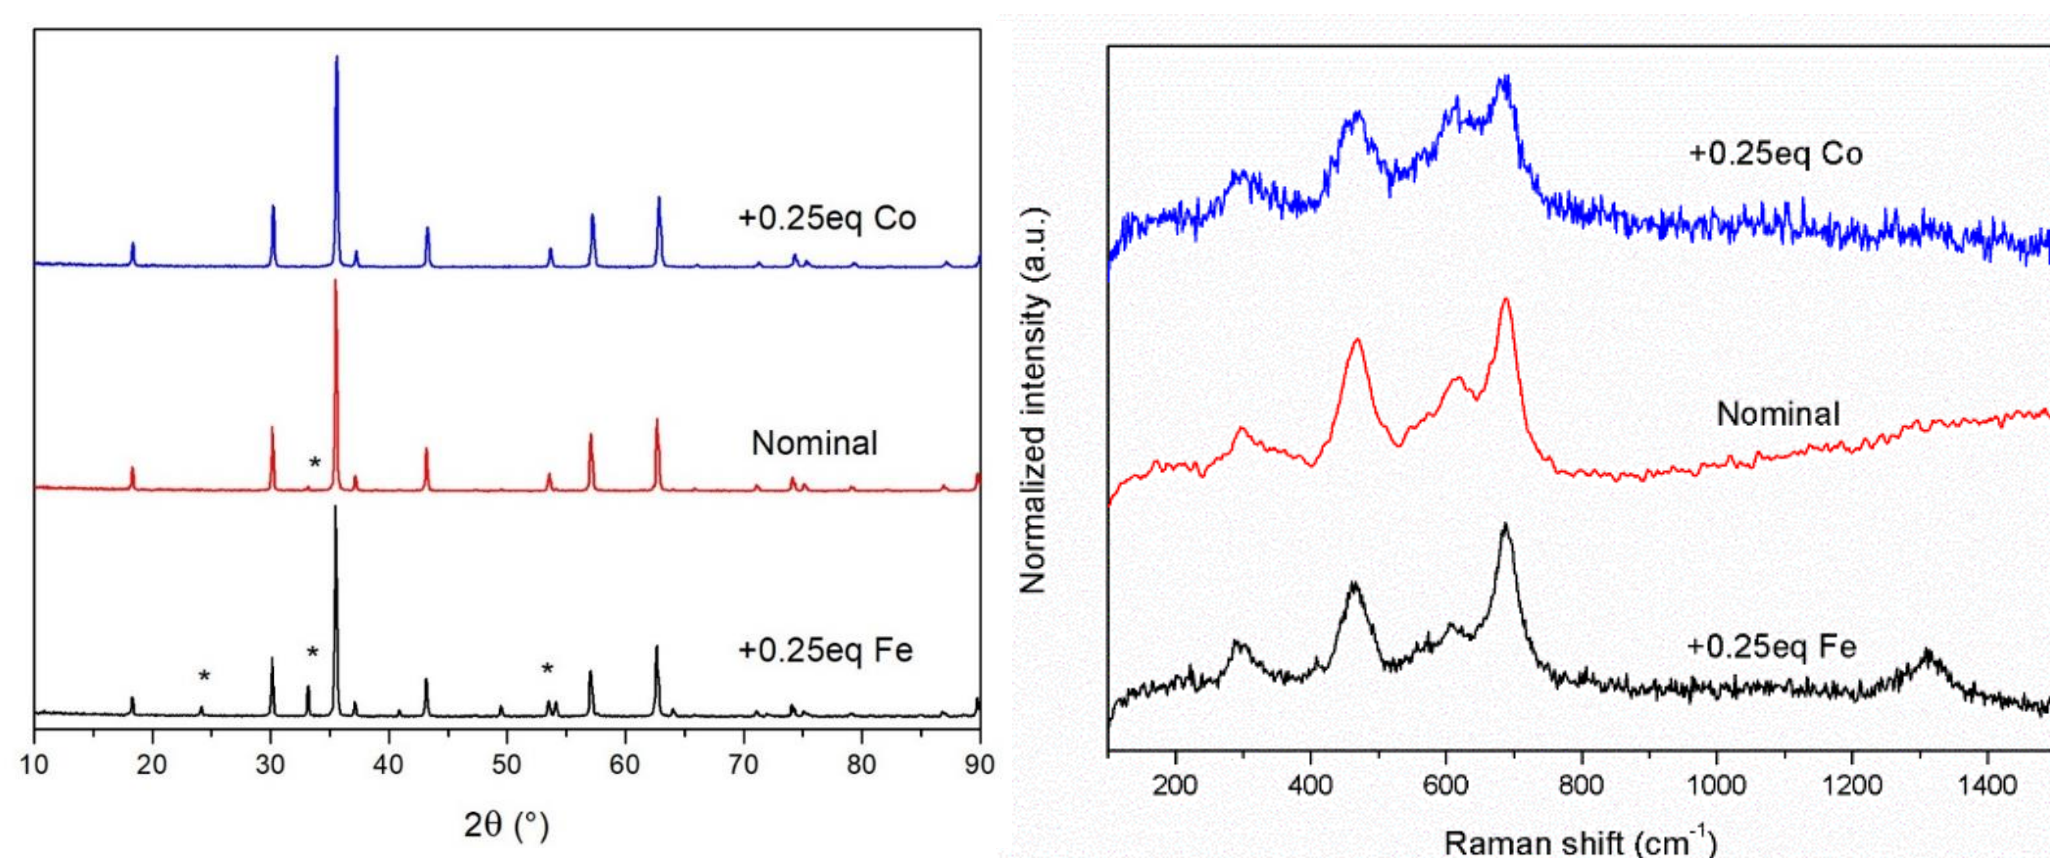 +0.25eq Co
*
Nominal
*
*
*
+0.25eq Fe
10 20 30 40 50 60 70 80 90
2θ (°)
Normalized intensity (a.u.)
+0.25eq Co
Nominal
+0.25eq Fe
200 400 600 800 1000 1200 1400
Raman shift (cm⁻¹)